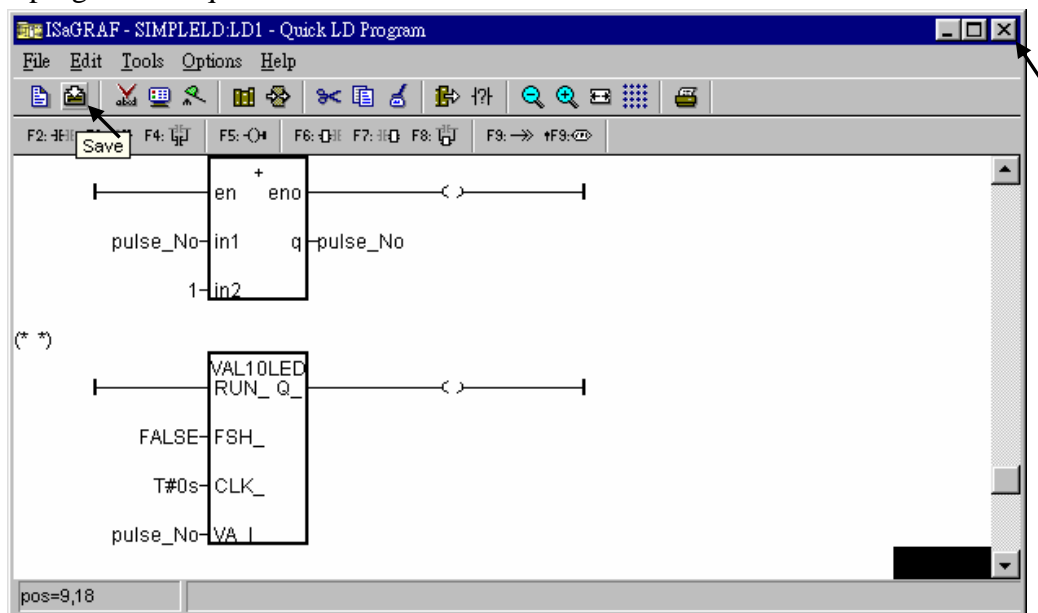 ISaGRAF - SIMPLELD:LD1 - Quick LD Program
File Edit Tools Options Help
F2: F4: F5: F6: F7: F8: F9: ↑F9:
Save
+
en eno
pulse_No in1 q pulse_No
1 in2
(* *)
VAL10LED
RUN_ Q_
FALSE FSH_
T#0s CLK_
pulse_No VA_L
pos=9,18